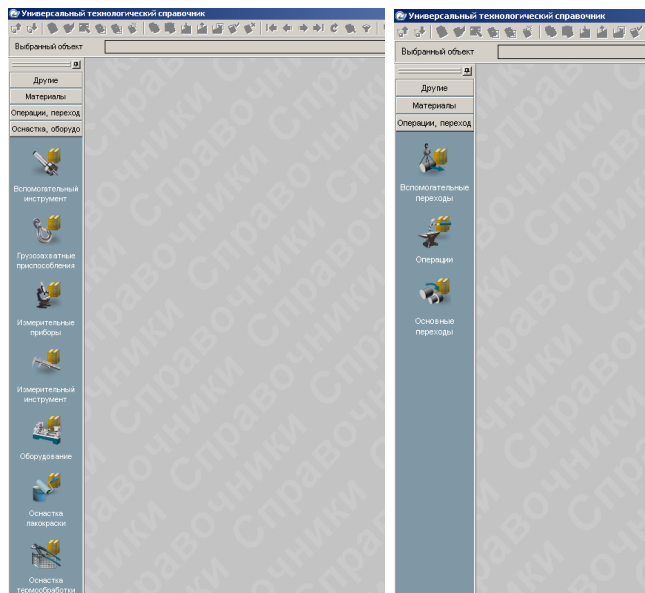 Универсальный технологический справочник
Выбранный объект
Другие
Материалы
Операции, переход
Оснастка, оборудо
Вспомогательный
инструмент
Грузозахватные
приспособления
Измерительные
приборы
Измерительный
инструмент
Оборудование
Оснастка
лакокраски
Оснастка
термообработки
Универсальный технологический справочник
Выбранный объект
Другие
Материалы
Операции, переход
Вспомогательные
переходы
Операции
Основные
переходы
Справочники